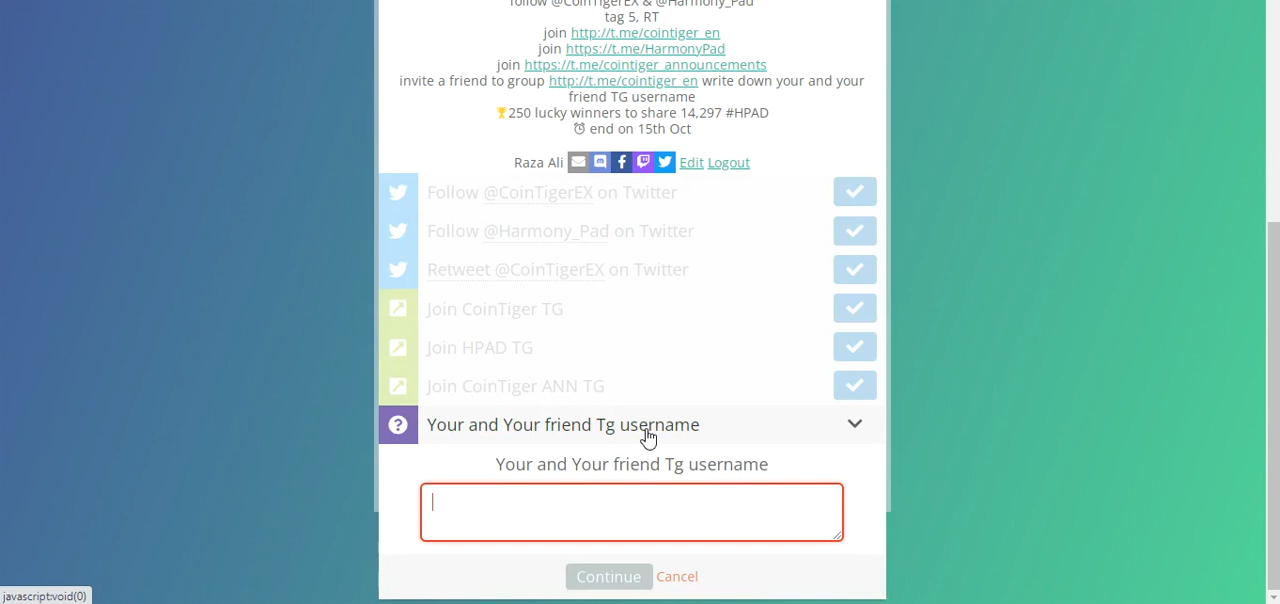 follow @CoinTigerEX & @Harmony_Pad
tag 5, RT
join http://t.me/cointiger_en
join https://t.me/HarmonyPad
join https://t.me/cointiger_announcements
invite a friend to group http://t.me/cointiger_en write down your and your
friend TG username
🏆250 lucky winners to share 14,297 #HPAD
⏰ end on 15th Oct
Raza Ali Edit Logout
Follow @CoinTigerEX on Twitter
Follow @Harmony_Pad on Twitter
Retweet @CoinTigerEX on Twitter
Join CoinTiger TG
Join HPAD TG
Join CoinTiger ANN TG
Your and Your friend Tg username
Your and Your friend Tg username
Continue Cancel
javascript:void(0)